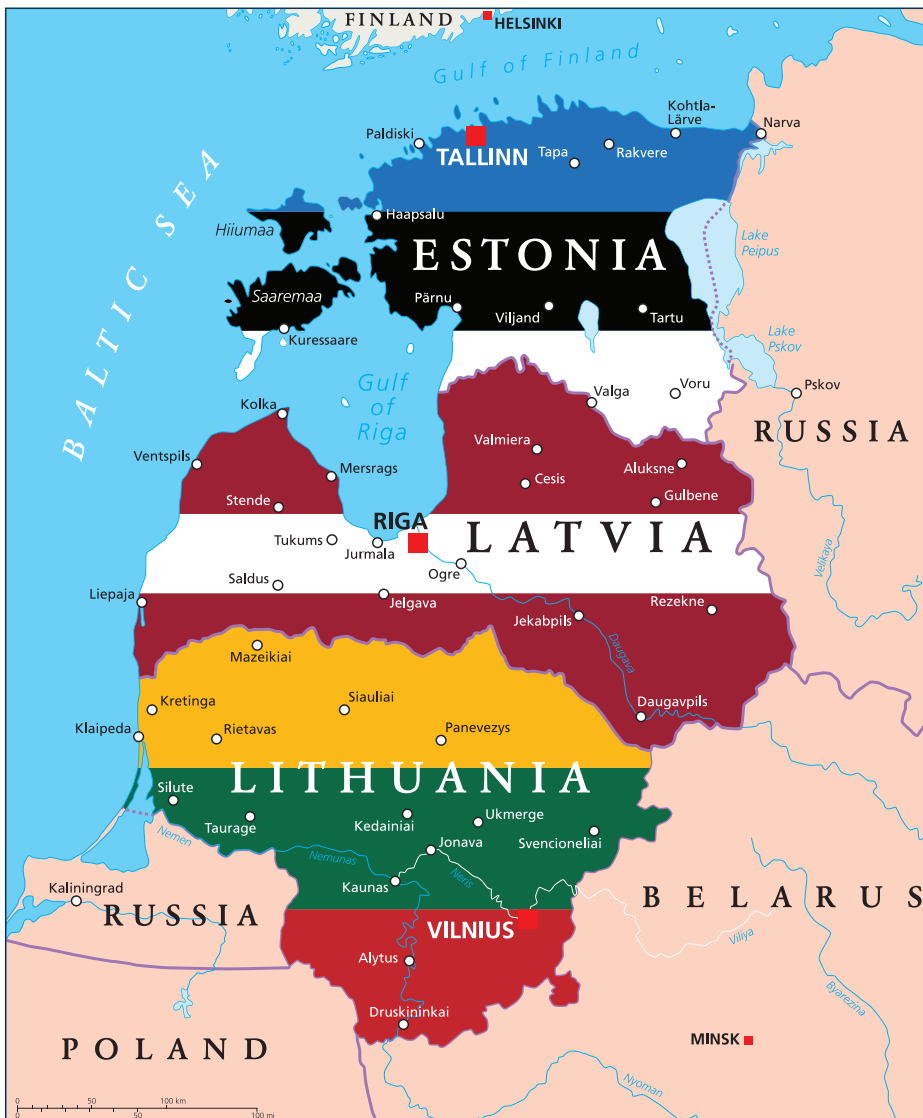 FINLAND
HELSINKI
Gulf of Finland
Kohtla-
Lärve
Narva
Paldiski
TALLINN
Tapa
Rakvere
BALTIC SEA
Haapsalu
Hiiumaa
ESTONIA
Lake
Peipus
Saaremaa
Pärnu
Viljand
Tartu
Kuressaare
Lake
Pskov
Gulf
of
Riga
Valga
Voru
Pskov
Kolka
RUSSIA
Valmiera
Ventspils
Mersrags
Aluksne
Cesis
Stende
Gulbene
RIGA
LATVIA
Tukums
Jurmala
Velikaya
Ogre
Saldus
Liepaja
Jelgava
Rezekne
Jekabpils
Daugava
Mazeikiai
Kretinga
Siauliai
Daugavpils
Klaipeda
Rietavas
Panevezys
LITHUANIA
Silute
Taurage
Kedainiai
Ukmerge
Svencioneliai
Nemen
Jonava
Nemunas
Neris
Kaunas
Kaliningrad
BELARUS
RUSSIA
VILNIUS
Viliya
Alytus
Byarezina
Druskininkai
POLAND
MINSK
Nyoman
0 50 100 km
0 50 100 mi